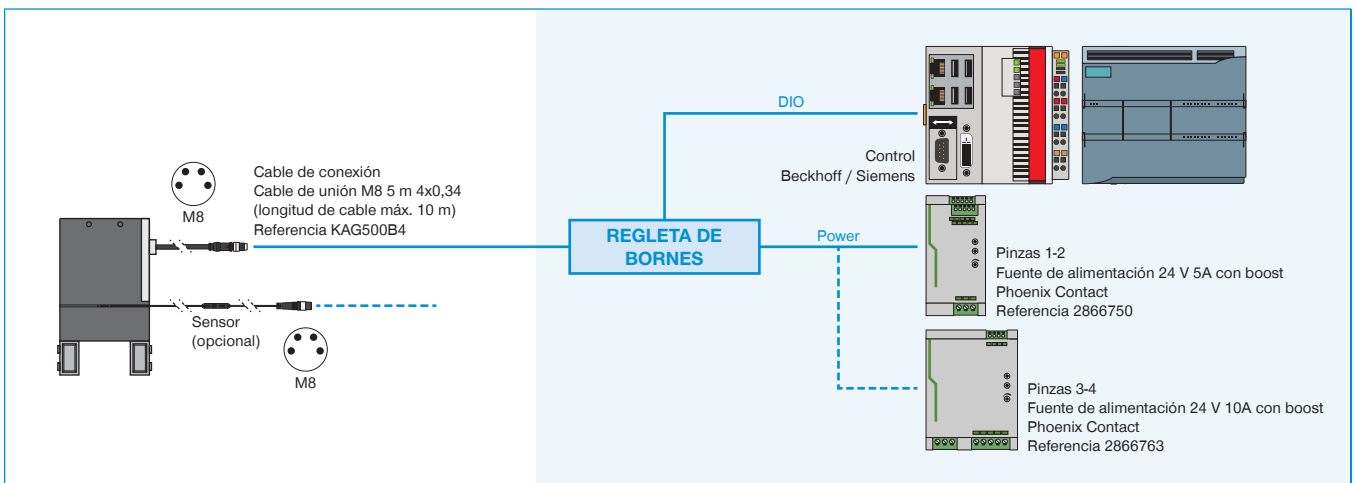 Cable de conexión
Cable de unión M8 5 m 4x0,34
(longitud de cable máx. 10 m)
Referencia KAG500B4
M8
Sensor
(opcional)
M8
REGLETA DE
BORNES
DIO
Control
Beckhoff / Siemens
Power
Pinzas 1-2
Fuente de alimentación 24 V 5A con boost
Phoenix Contact
Referencia 2866750
Pinzas 3-4
Fuente de alimentación 24 V 10A con boost
Phoenix Contact
Referencia 2866763